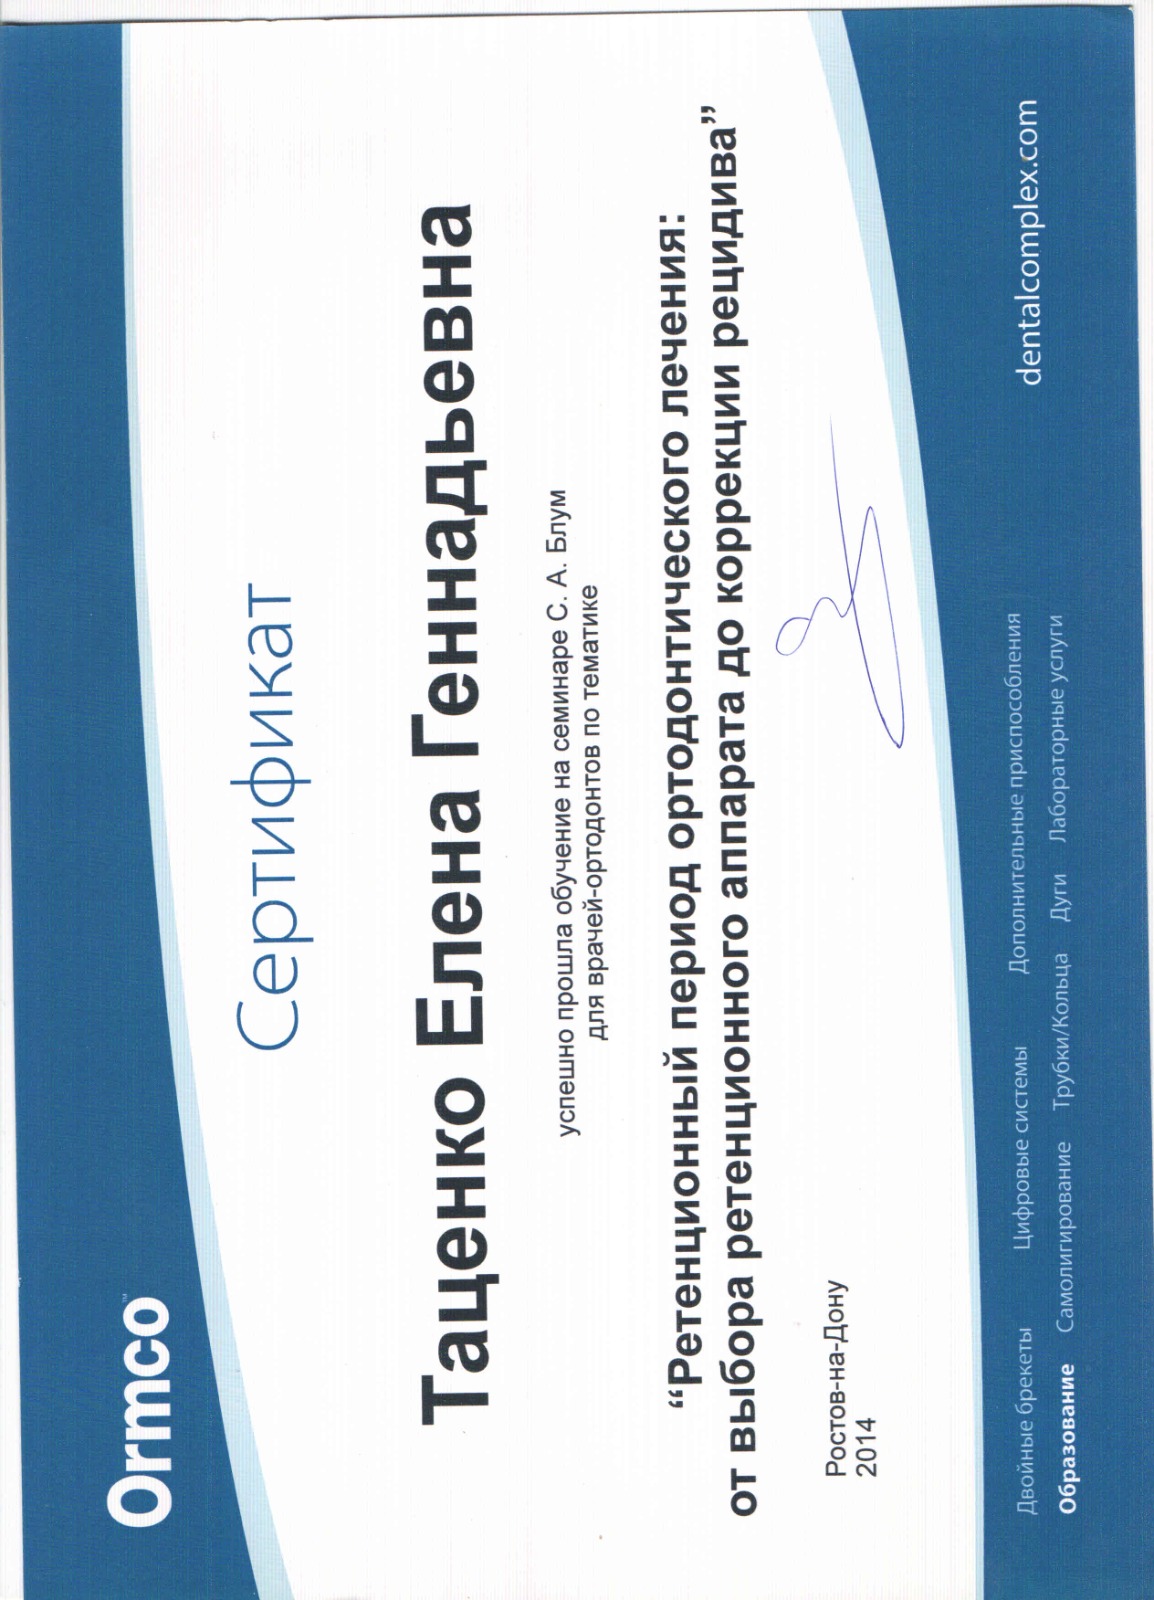 Ormco™
Сертификат
Таценко Елена Геннадьевна
успешно прошла обучение на семинаре С. А. Блум
для врачей-ортодонтов по тематике
“Ретенционный период ортодонтического лечения:
от выбора ретенционного аппарата до коррекции рецидива”
Ростов-на-Дону
2014
Двойные брекеты Цифровые системы Дополнительные приспособления
dentalcomplex.com
Образование Самолигирование Трубки/Кольца Дуги Лабораторные услуги